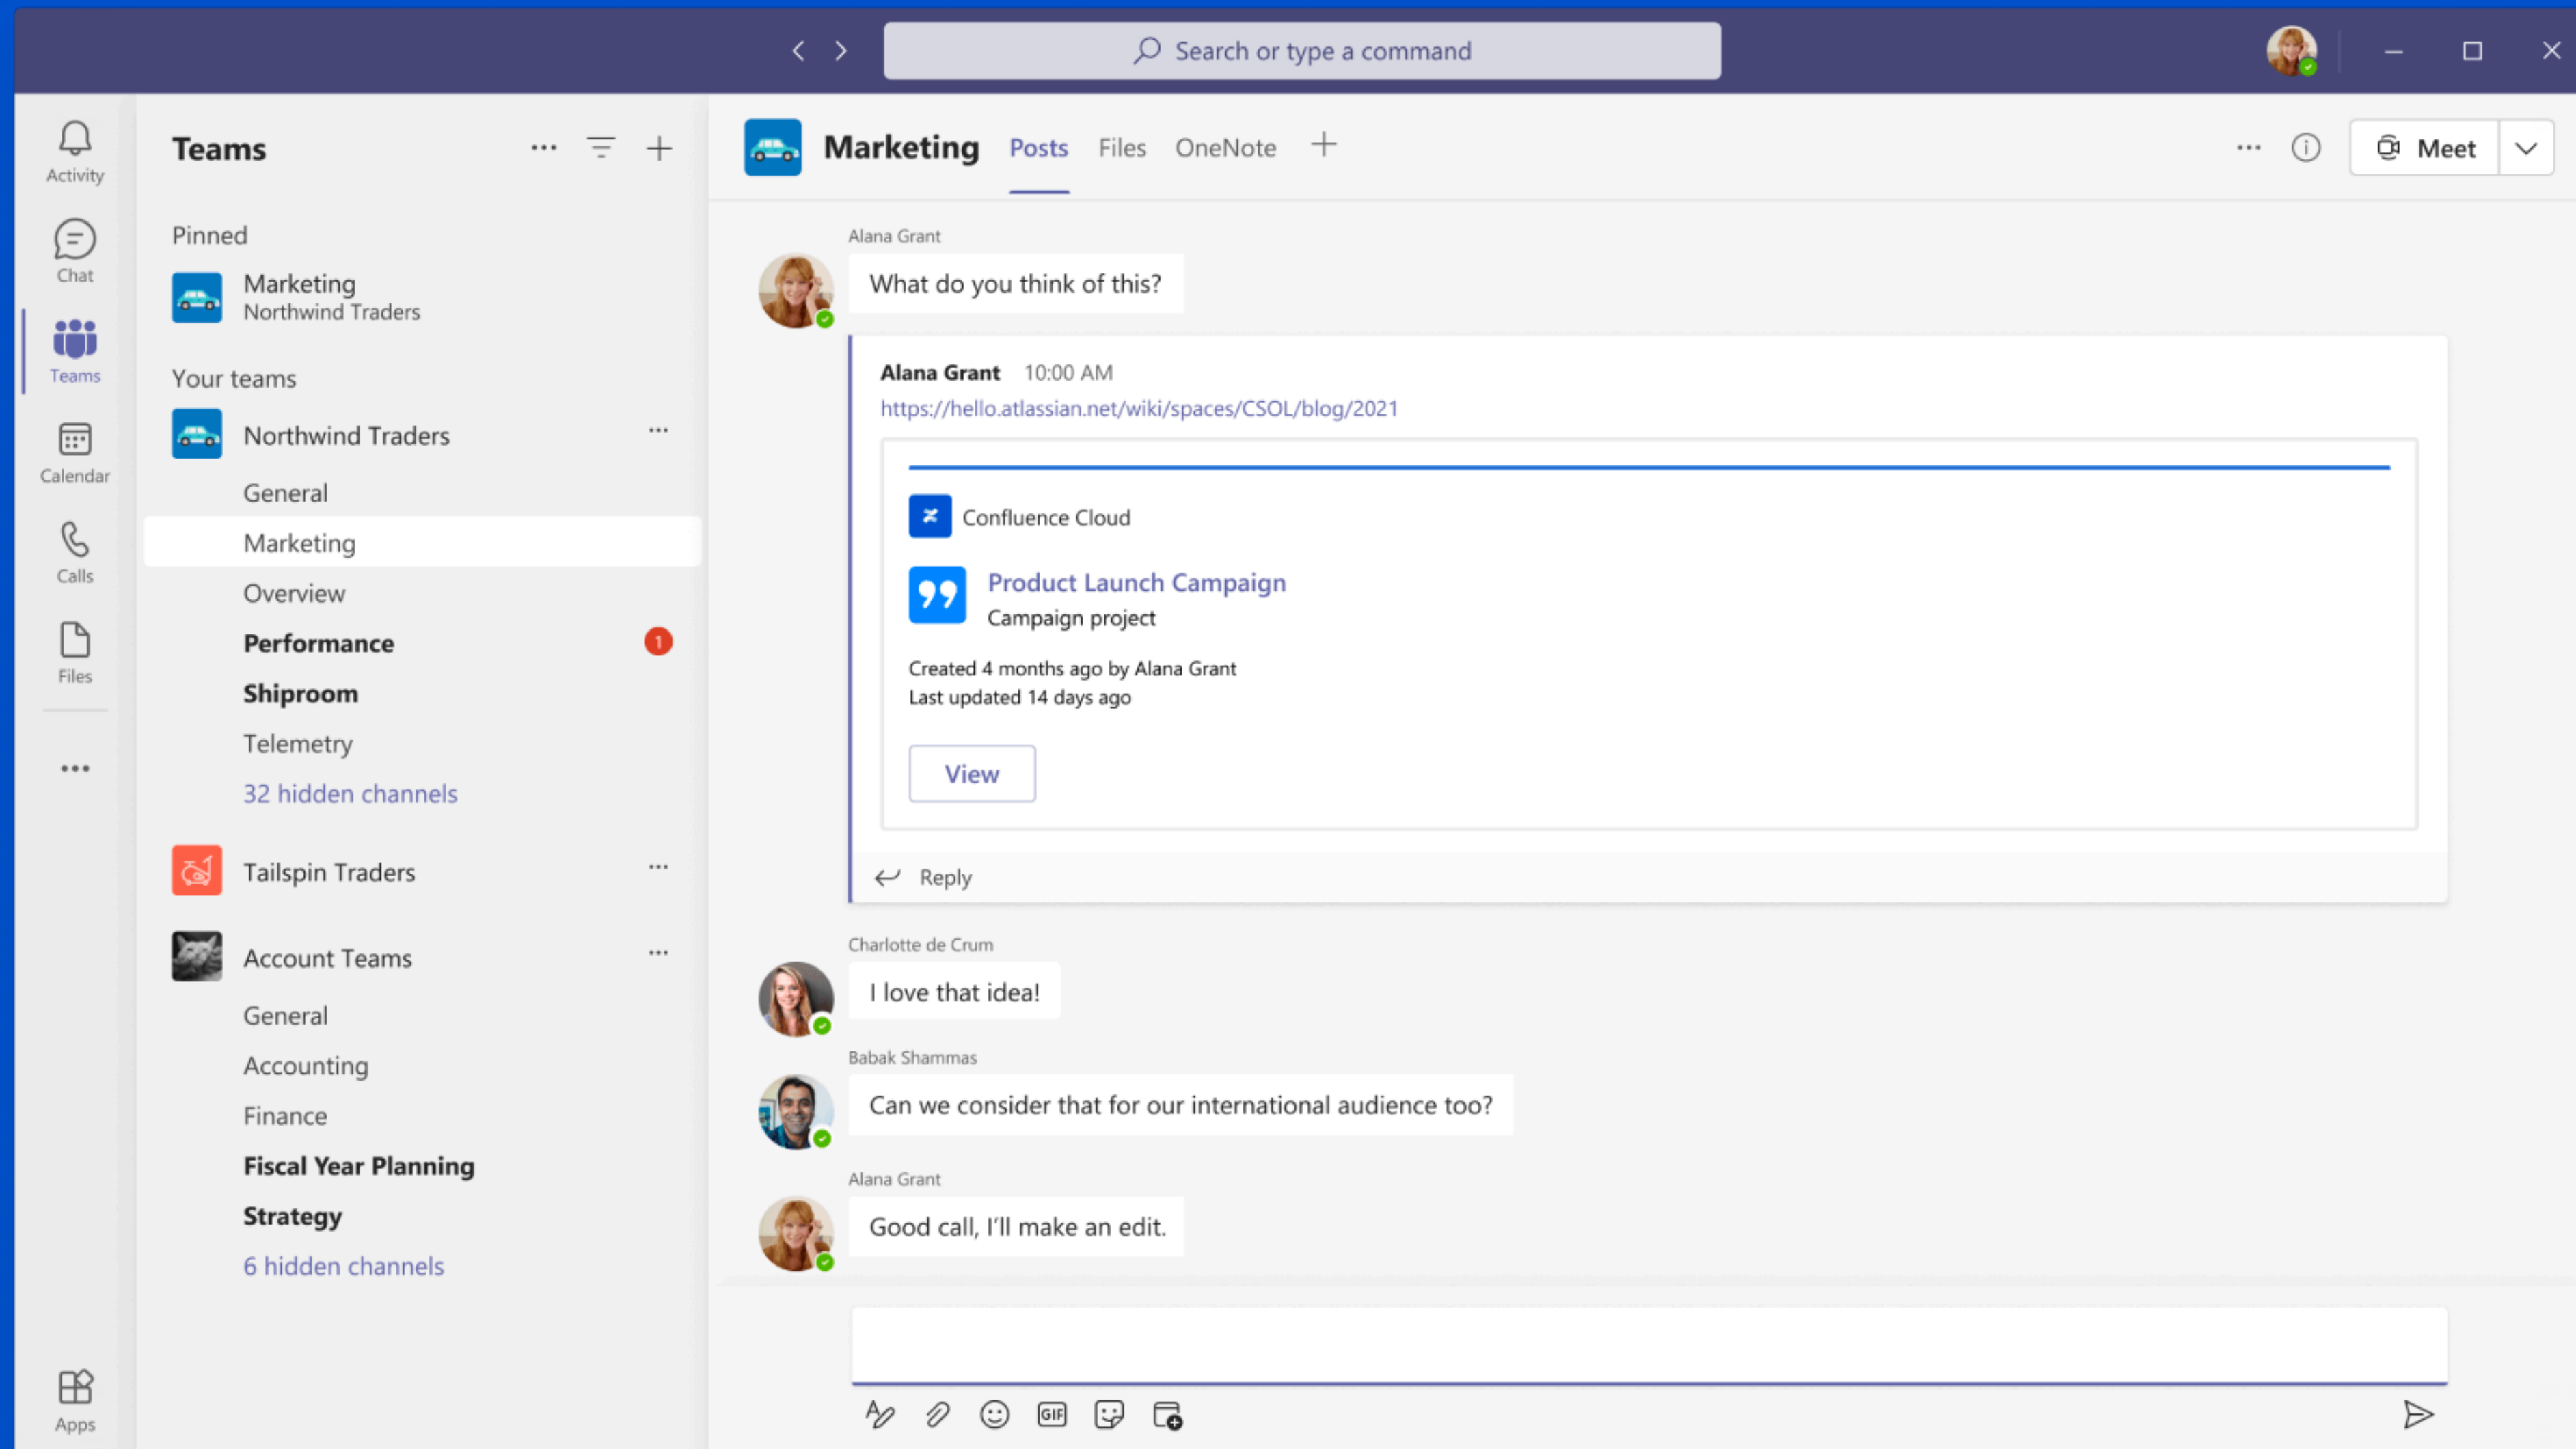 Search or type a command
Activity
Chat
Teams
Calendar
Calls
Files
Apps
Teams
Pinned
Marketing
Northwind Traders
Your teams
Northwind Traders
General
Marketing
Overview
Performance 1
Shiproom
Telemetry
32 hidden channels
Tailspin Traders
Account Teams
General
Accounting
Finance
Fiscal Year Planning
Strategy
6 hidden channels
Marketing Posts Files OneNote
Meet
Alana Grant
What do you think of this?
Alana Grant 10:00 AM
https://hello.atlassian.net/wiki/spaces/CSOL/blog/2021
Confluence Cloud
Product Launch Campaign
Campaign project
Created 4 months ago by Alana Grant
Last updated 14 days ago
View
Reply
Charlotte de Crum
I love that idea!
Babak Shammas
Can we consider that for our international audience too?
Alana Grant
Good call, I'll make an edit.
GIF